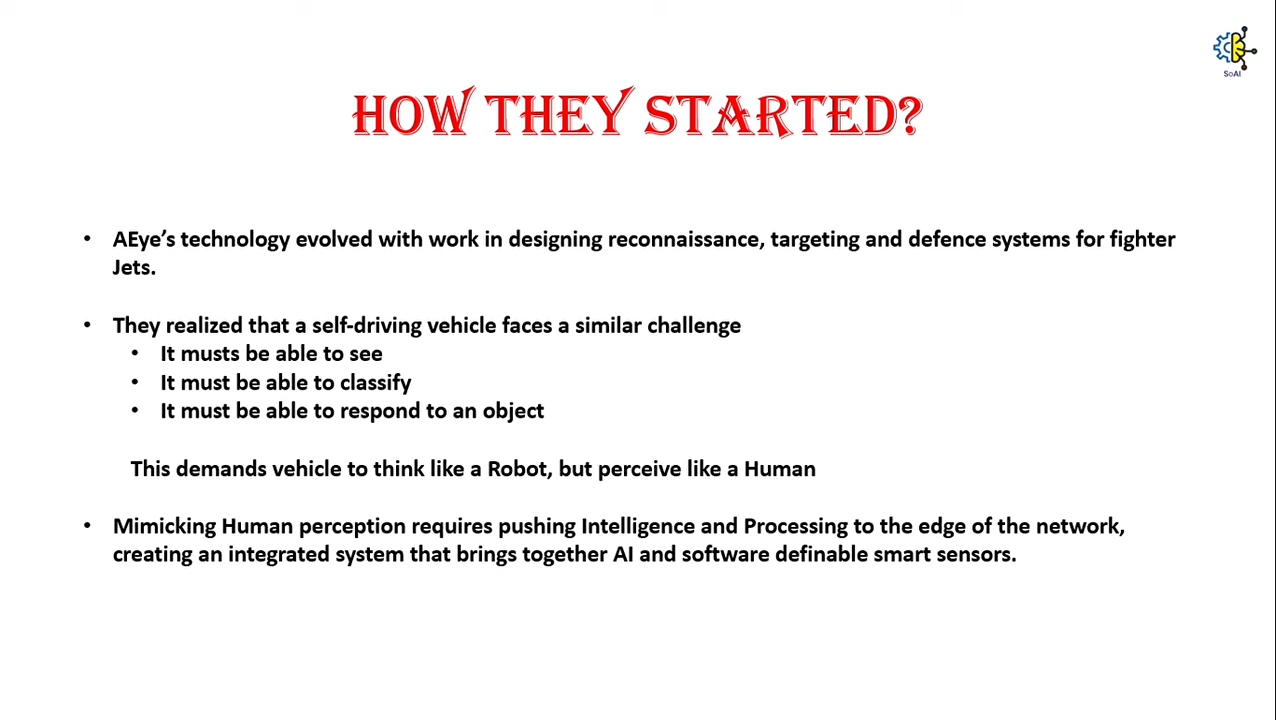 SoAI
HOW THEY STARTED?
• AEye’s technology evolved with work in designing reconnaissance, targeting and defence systems for fighter
Jets.
• They realized that a self-driving vehicle faces a similar challenge
• It musts be able to see
• It must be able to classify
• It must be able to respond to an object
This demands vehicle to think like a Robot, but perceive like a Human
• Mimicking Human perception requires pushing Intelligence and Processing to the edge of the network,
creating an integrated system that brings together AI and software definable smart sensors.